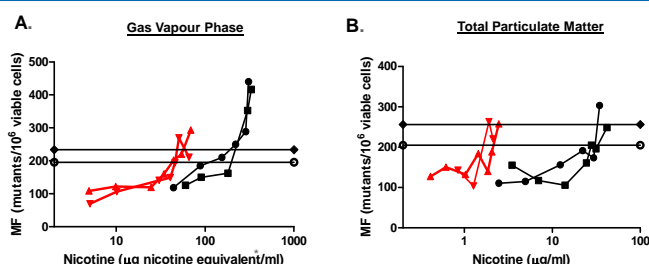 A.
Gas Vapour Phase
MF (mutants/10⁶ viable cells)
500
400
300
200
100
0
10
100
1000
Nicotine (µg nicotine equivalent*/ml)
B.
Total Particulate Matter
MF (mutants/10⁶ viable cells)
400
300
200
100
0
1
10
100
Nicotine (µg/ml)